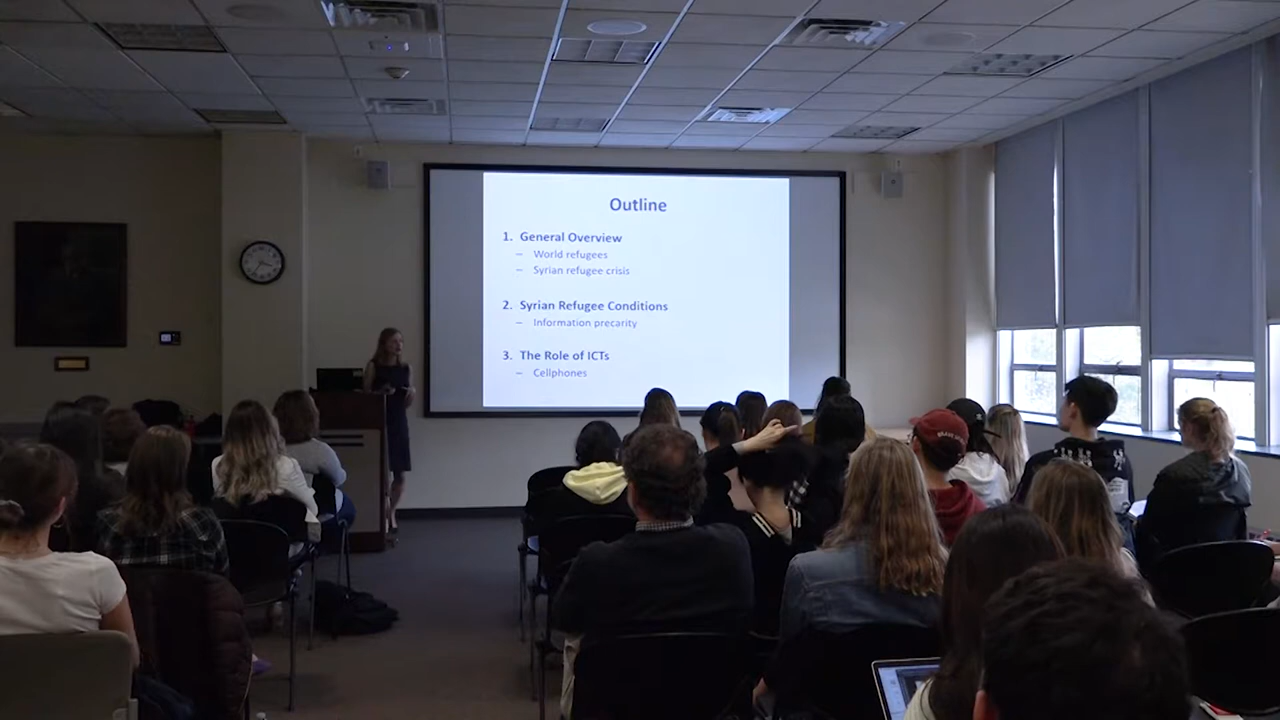 Outline
1. General Overview
– World refugees
– Syrian refugee crisis
2. Syrian Refugee Conditions
– Information precarity
3. The Role of ICTs
– Cellphones